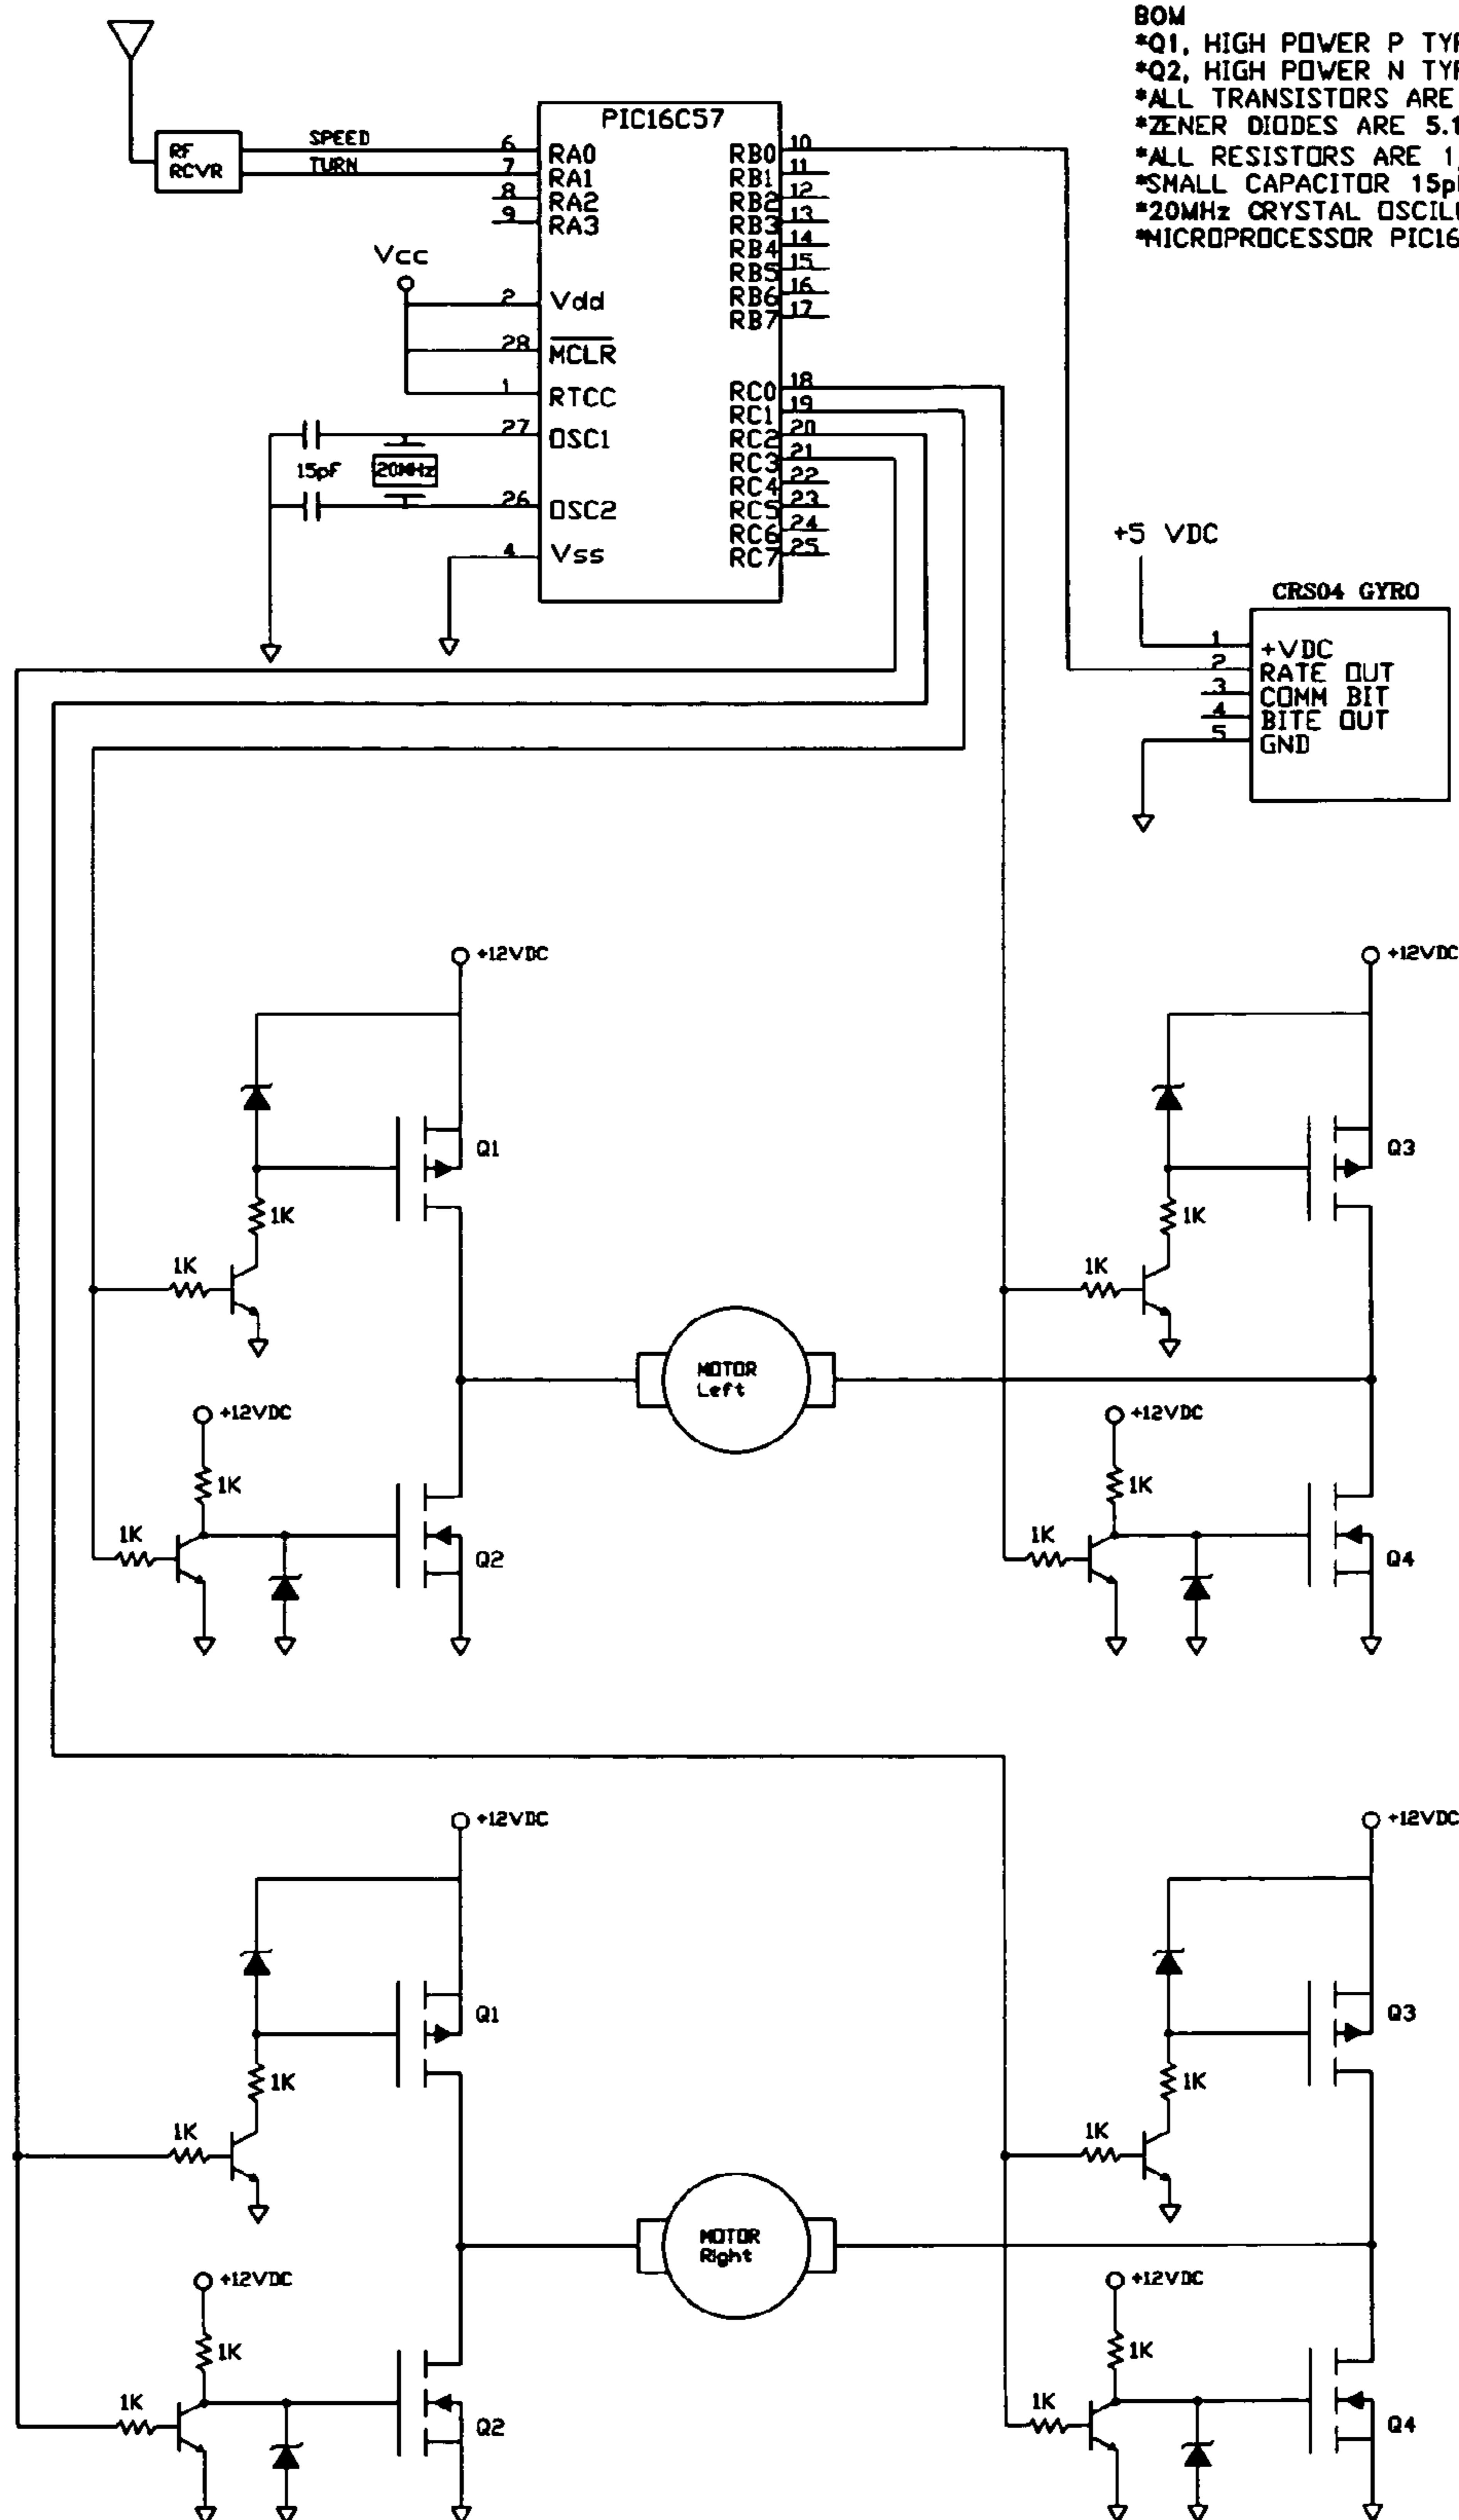 BOM
*Q1, HIGH POWER P TYP
*Q2, HIGH POWER N TYP
*ALL TRANSISTORS ARE
*ZENER DIODES ARE 5.1
*ALL RESISTORS ARE 1
*SMALL CAPACITOR 15p
*20MHz CRYSTAL OSCIL
*MICROPROCESSOR PIC16
PIC16C57
RF
RCVR
SPEED
TURN
6
7
8
9
RA0
RA1
RA2
RA3
Vcc
2
Vdd
28
MCLR
1
RTCC
27
OSC1
15pF
20MHz
26
OSC2
4
Vss
RB0
RB1
RB2
RB3
RB4
RB5
RB6
RB7
10
11
12
13
14
15
16
17
RC0
RC1
RC2
RC3
RC4
RC5
RC6
RC7
18
19
20
21
22
23
24
25
+5 VDC
CRS04 GYRO
1
2
3
4
5
+VDC
RATE OUT
COMM BIT
BITE OUT
GND
+12VDC
Q1
1K
1K
+12VDC
Q3
1K
1K
MOTOR
Left
+12VDC
1K
1K
Q2
+12VDC
1K
1K
Q4
+12VDC
Q1
1K
1K
+12VDC
Q3
1K
1K
MOTOR
Right
+12VDC
1K
1K
Q2
+12VDC
1K
1K
Q4